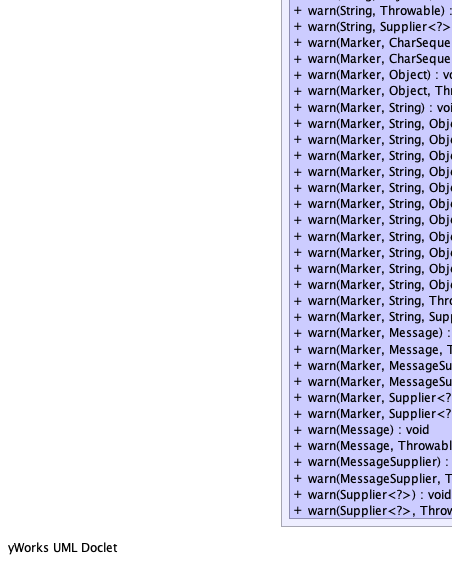 + warn(String, Throwable) :
+ warn(String, Supplier<?>
+ warn(Marker, CharSeque
+ warn(Marker, CharSeque
+ warn(Marker, Object) : vo
+ warn(Marker, Object, Thr
+ warn(Marker, String) : voi
+ warn(Marker, String, Obje
+ warn(Marker, String, Obje
+ warn(Marker, String, Obje
+ warn(Marker, String, Obje
+ warn(Marker, String, Obje
+ warn(Marker, String, Obje
+ warn(Marker, String, Obje
+ warn(Marker, String, Obje
+ warn(Marker, String, Obje
+ warn(Marker, String, Obje
+ warn(Marker, String, Obje
+ warn(Marker, String, Thro
+ warn(Marker, String, Supp
+ warn(Marker, Message) :
+ warn(Marker, Message, T
+ warn(Marker, MessageSu
+ warn(Marker, MessageSu
+ warn(Marker, Supplier<?
+ warn(Marker, Supplier<?
+ warn(Message) : void
+ warn(Message, Throwabl
+ warn(MessageSupplier) :
+ warn(MessageSupplier, T
+ warn(Supplier<?>) : void
+ warn(Supplier<?>, Throw
yWorks UML Doclet